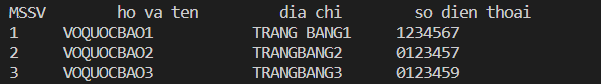 MSSV ho va ten dia chi so dien thoai
1 VOQUOCBAO1 TRANG BANG1 1234567
2 VOQUOCBAO2 TRANGBANG2 0123457
3 VOQUOCBAO3 TRANGBANG3 0123459